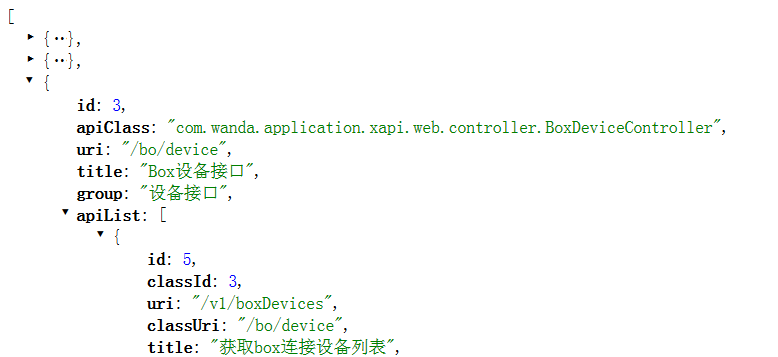 [
{..},
{..},
{
id: 3,
apiClass: "com.wanda.application.xapi.web.controller.BoxDeviceController",
uri: "/bo/device",
title: "Box设备接口",
group: "设备接口",
apiList: [
{
id: 5,
classId: 3,
uri: "/v1/boxDevices",
classUri: "/bo/device",
title: "获取box连接设备列表",